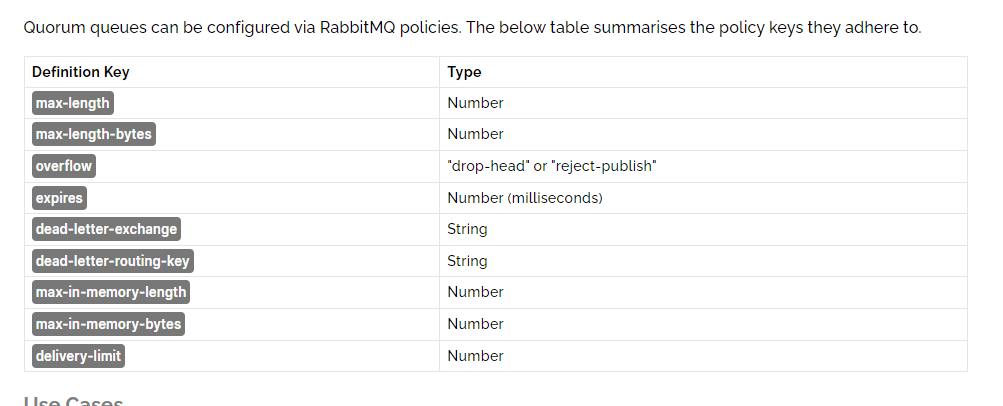 Quorum queues can be configured via RabbitMQ policies. The below table summarises the policy keys they adhere to.
Definition Key Type
max-length Number
max-length-bytes Number
overflow "drop-head" or "reject-publish"
expires Number (milliseconds)
dead-letter-exchange String
dead-letter-routing-key String
max-in-memory-length Number
max-in-memory-bytes Number
delivery-limit Number
Use Cases